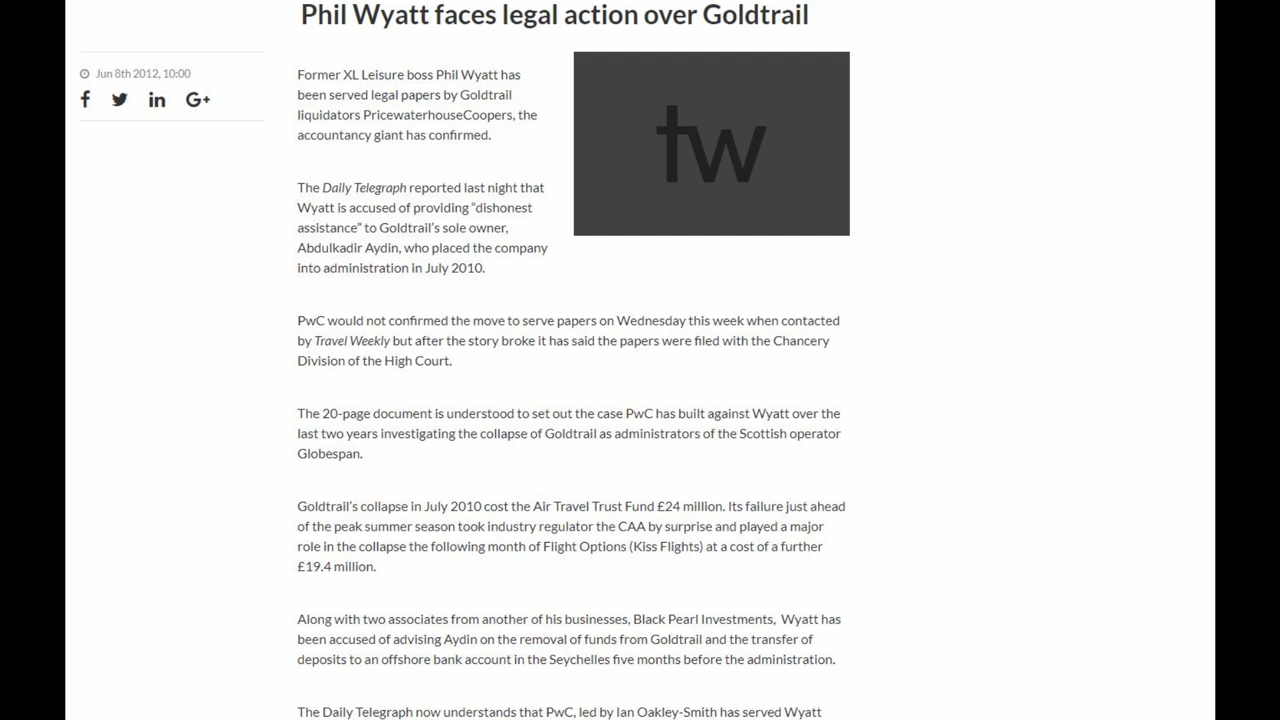 Phil Wyatt faces legal action over Goldtrail
Jun 8th 2012, 10:00
f in G+
tw
Former XL Leisure boss Phil Wyatt has
been served legal papers by Goldtrail
liquidators PricewaterhouseCoopers, the
accountancy giant has confirmed.
The Daily Telegraph reported last night that
Wyatt is accused of providing “dishonest
assistance” to Goldtrail’s sole owner,
Abdulkadir Aydin, who placed the company
into administration in July 2010.
PwC would not confirmed the move to serve papers on Wednesday this week when contacted
by Travel Weekly but after the story broke it has said the papers were filed with the Chancery
Division of the High Court.
The 20-page document is understood to set out the case PwC has built against Wyatt over the
last two years investigating the collapse of Goldtrail as administrators of the Scottish operator
Globespan.
Goldtrail’s collapse in July 2010 cost the Air Travel Trust Fund £24 million. Its failure just ahead
of the peak summer season took industry regulator the CAA by surprise and played a major
role in the collapse the following month of Flight Options (Kiss Flights) at a cost of a further
£19.4 million.
Along with two associates from another of his businesses, Black Pearl Investments, Wyatt has
been accused of advising Aydin on the removal of funds from Goldtrail and the transfer of
deposits to an offshore bank account in the Seychelles five months before the administration.
The Daily Telegraph now understands that PwC, led by Ian Oakley-Smith has served Wyatt